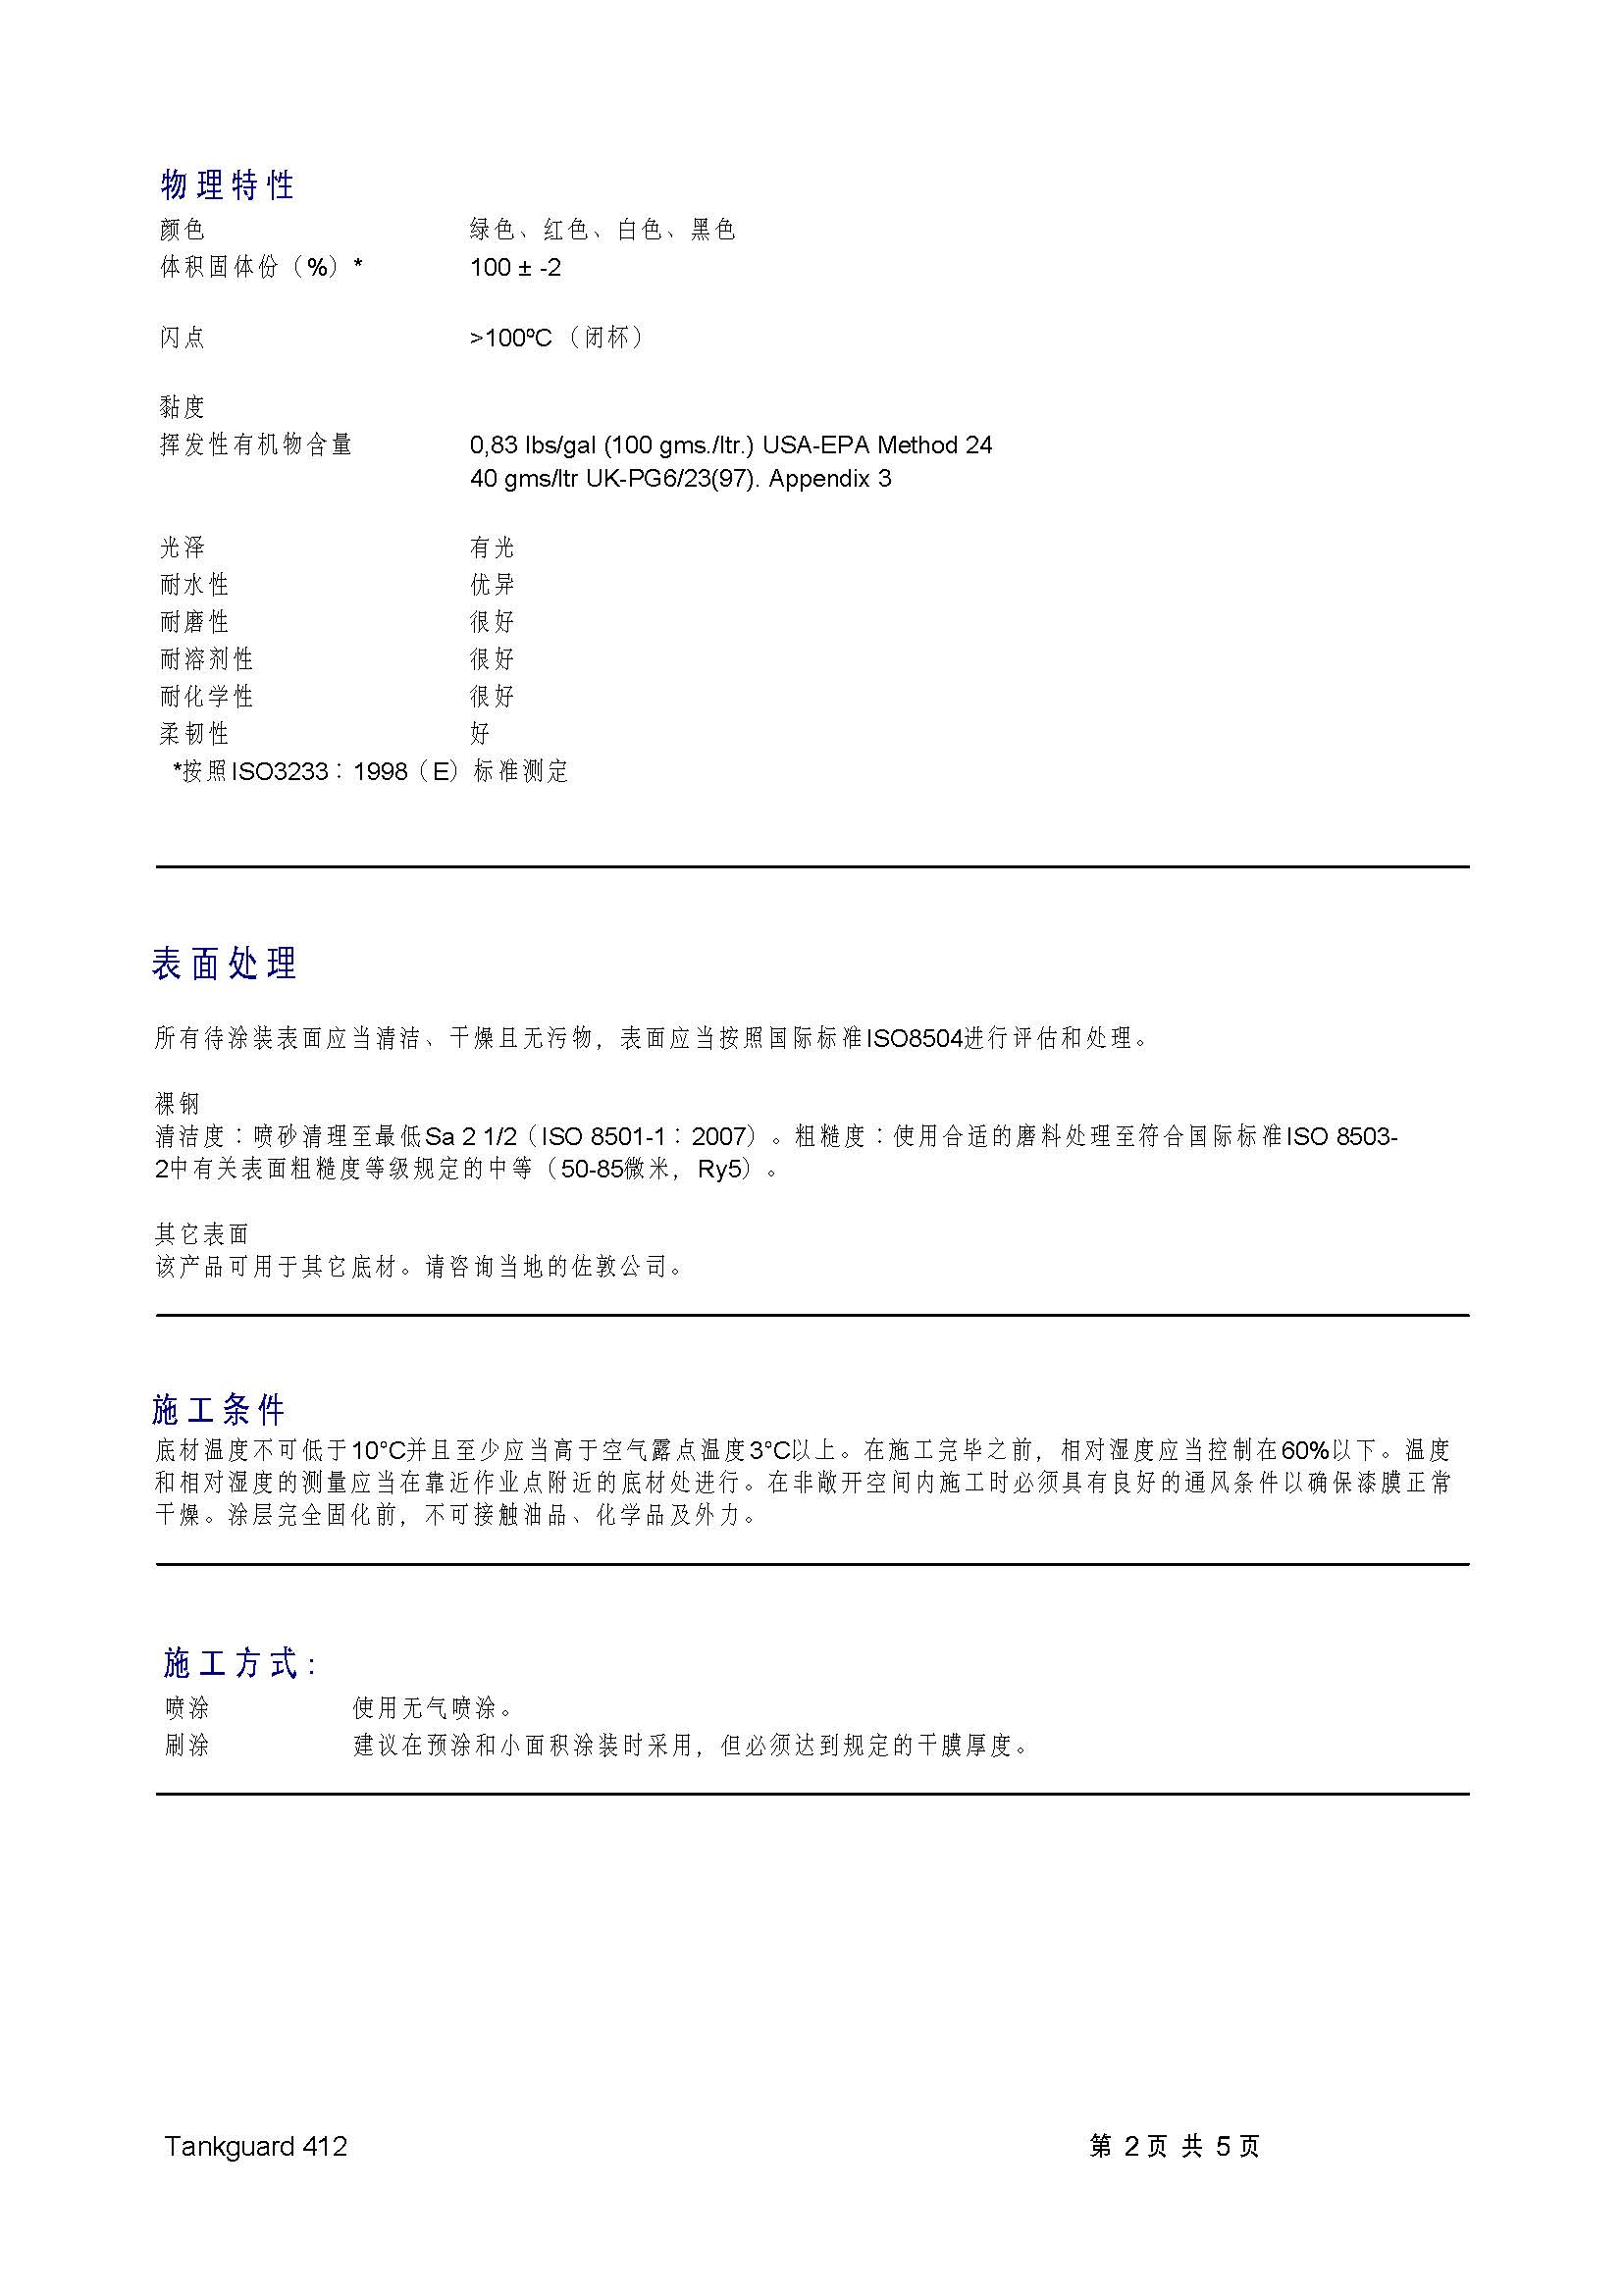 物理特性
颜色 绿色、红色、白色、黑色
体积固体份（%）* 100 ± -2
闪点 >100ºC （闭杯）
黏度
挥发性有机物含量 0,83 lbs/gal (100 gms./ltr.) USA-EPA Method 24
40 gms/ltr UK-PG6/23(97). Appendix 3
光泽 有光
耐水性 优异
耐磨性 很好
耐溶剂性 很好
耐化学性 很好
柔韧性 好
*按照ISO3233：1998（E）标准测定
表面处理
所有待涂装表面应当清洁、干燥且无污物，表面应当按照国际标准ISO8504进行评估和处理。
裸钢
清洁度：喷砂清理至最低Sa 2 1/2（ISO 8501-1：2007）。粗糙度：使用合适的磨料处理至符合国际标准ISO 8503-
2中有关表面粗糙度等级规定的中等（50-85微米，Ry5）。
其它表面
该产品可用于其它底材。请咨询当地的佐敦公司。
施工条件
底材温度不可低于10°C并且至少应当高于空气露点温度3°C以上。在施工完毕之前，相对湿度应当控制在60%以下。温度
和相对湿度的测量应当在靠近作业点附近的底材处进行。在非敞开空间内施工时必须具有良好的通风条件以确保漆膜正常
干燥。涂层完全固化前，不可接触油品、化学品及外力。
施工方式：
喷涂 使用无气喷涂。
刷涂 建议在预涂和小面积涂装时采用，但必须达到规定的干膜厚度。
Tankguard 412 第 2 页 共 5 页